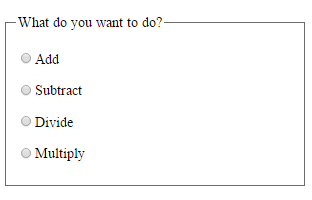 What do you want to do?
Add
Subtract
Divide
Multiply